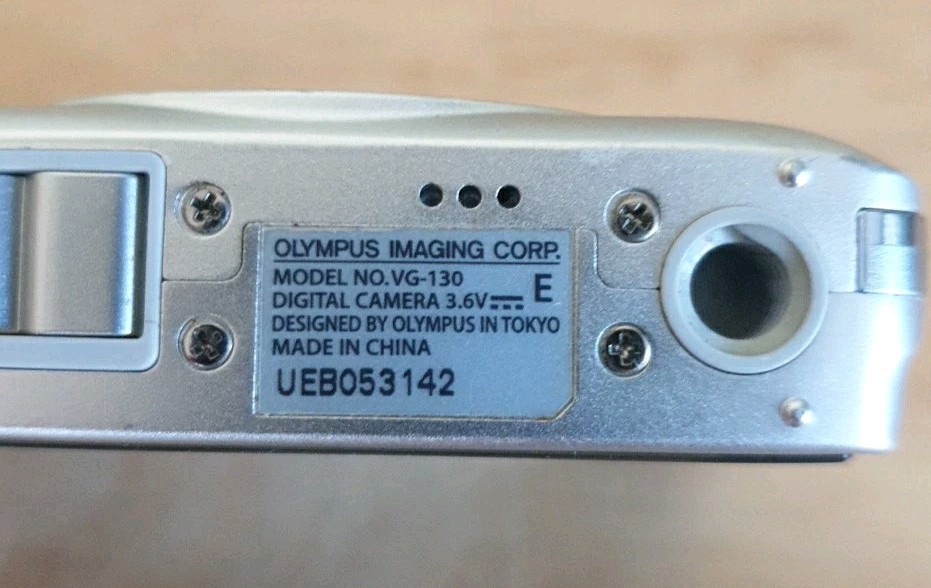 OLYMPUS IMAGING CORP.
MODEL NO.VG-130
DIGITAL CAMERA 3.6V⎓ E
DESIGNED BY OLYMPUS IN TOKYO
MADE IN CHINA
UEB053142